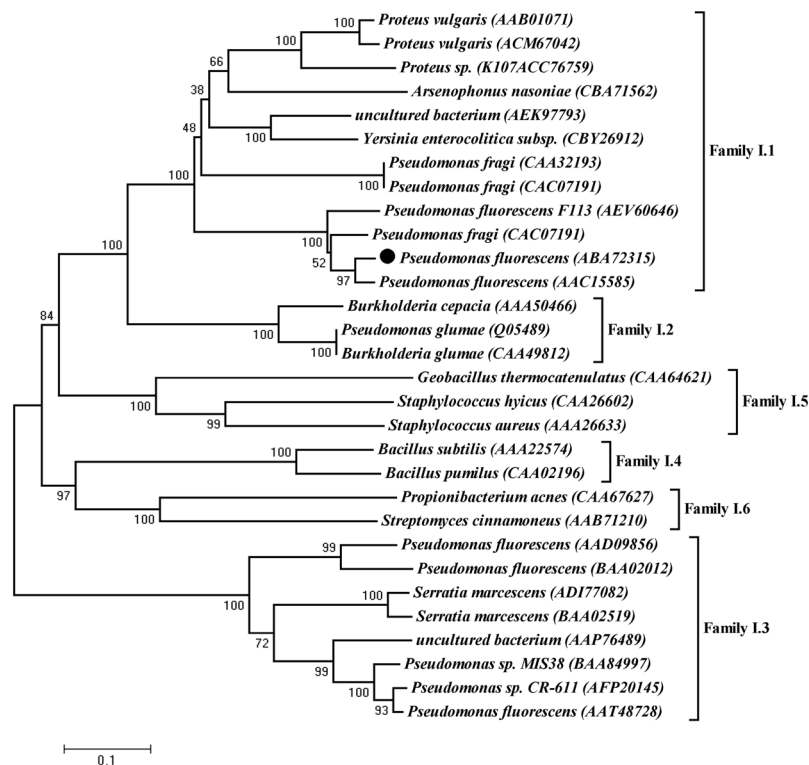 100
Proteus vulgaris (AAB01071)
Proteus vulgaris (ACM67042)
100
Proteus sp. (K107ACC76759)
66
Arsenophonus nasoniae (CBA71562)
38
uncultured bacterium (AEK97793)
100
Yersinia enterocolitica subsp. (CBY26912)
48
Family I.1
Pseudomonas fragi (CAA32193)
100
Pseudomonas fragi (CAC07191)
100
Pseudomonas fluorescens F113 (AEV60646)
100
Pseudomonas fragi (CAC07191)
52
Pseudomonas fluorescens (ABA72315)
97
Pseudomonas fluorescens (AAC15585)
100
Burkholderia cepacia (AAA50466)
100
Pseudomonas glumae (Q05489)
Family I.2
100
Burkholderia glumae (CAA49812)
84
Geobacillus thermocatenulatus (CAA64621)
100
Staphylococcus hyicus (CAA26602)
Family I.5
99
Staphylococcus aureus (AAA26633)
100
Bacillus subtilis (AAA22574)
Family I.4
Bacillus pumilus (CAA02196)
97
Propionibacterium acnes (CAA67627)
Family I.6
100
Streptomyces cinnamoneus (AAB71210)
99
Pseudomonas fluorescens (AAD09856)
Pseudomonas fluorescens (BAA02012)
100
Serratia marcescens (ADI77082)
100
Serratia marcescens (BAA02519)
Family I.3
72
uncultured bacterium (AAP76489)
99
Pseudomonas sp. MIS38 (BAA84997)
100
Pseudomonas sp. CR-611 (AFP20145)
93
Pseudomonas fluorescens (AAT48728)
0.1